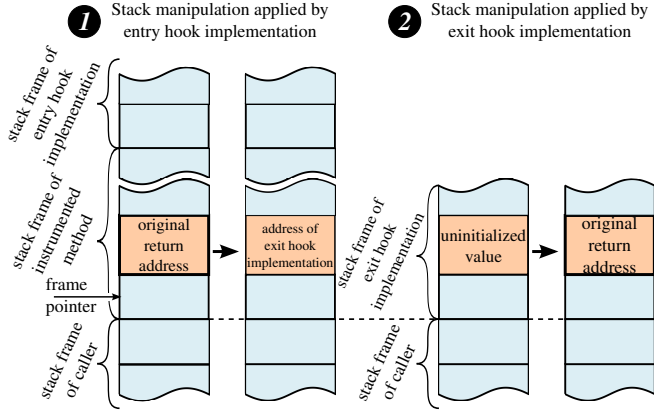 1
Stack manipulation applied by
entry hook implementation
2
Stack manipulation applied by
exit hook implementation
stack frame of
entry hook
implementation
stack frame of
instrumented
method
frame
pointer
stack frame
of caller
original
return
address
address of
exit hook
implementation
stack frame of
exit hook
implementation
stack frame
of caller
uninitialized
value
original
return
address